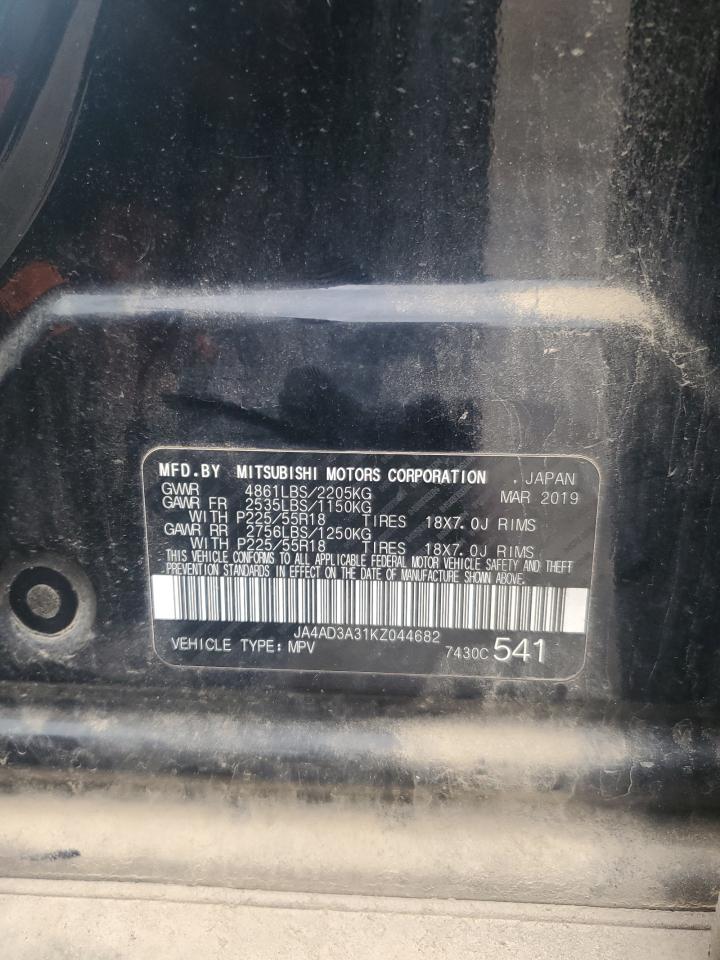 MFD.BY MITSUBISHI MOTORS CORPORATION . JAPAN
GVWR 4861LBS/2205KG MAR 2019
GAWR FR 2535LBS/1150KG
WITH P225/55R18 TIRES 18X7.0J RIMS
GAWR RR 2756LBS/1250KG
WITH P225/55R18 TIRES 18X7.0J RIMS
THIS VEHICLE CONFORMS TO ALL APPLICABLE FEDERAL MOTOR VEHICLE SAFETY AND THEFT
PREVENTION STANDARDS IN EFFECT ON THE DATE OF MANUFACTURE SHOWN ABOVE.
JA4AD3A31KZ044682
VEHICLE TYPE: MPV 7430C 541